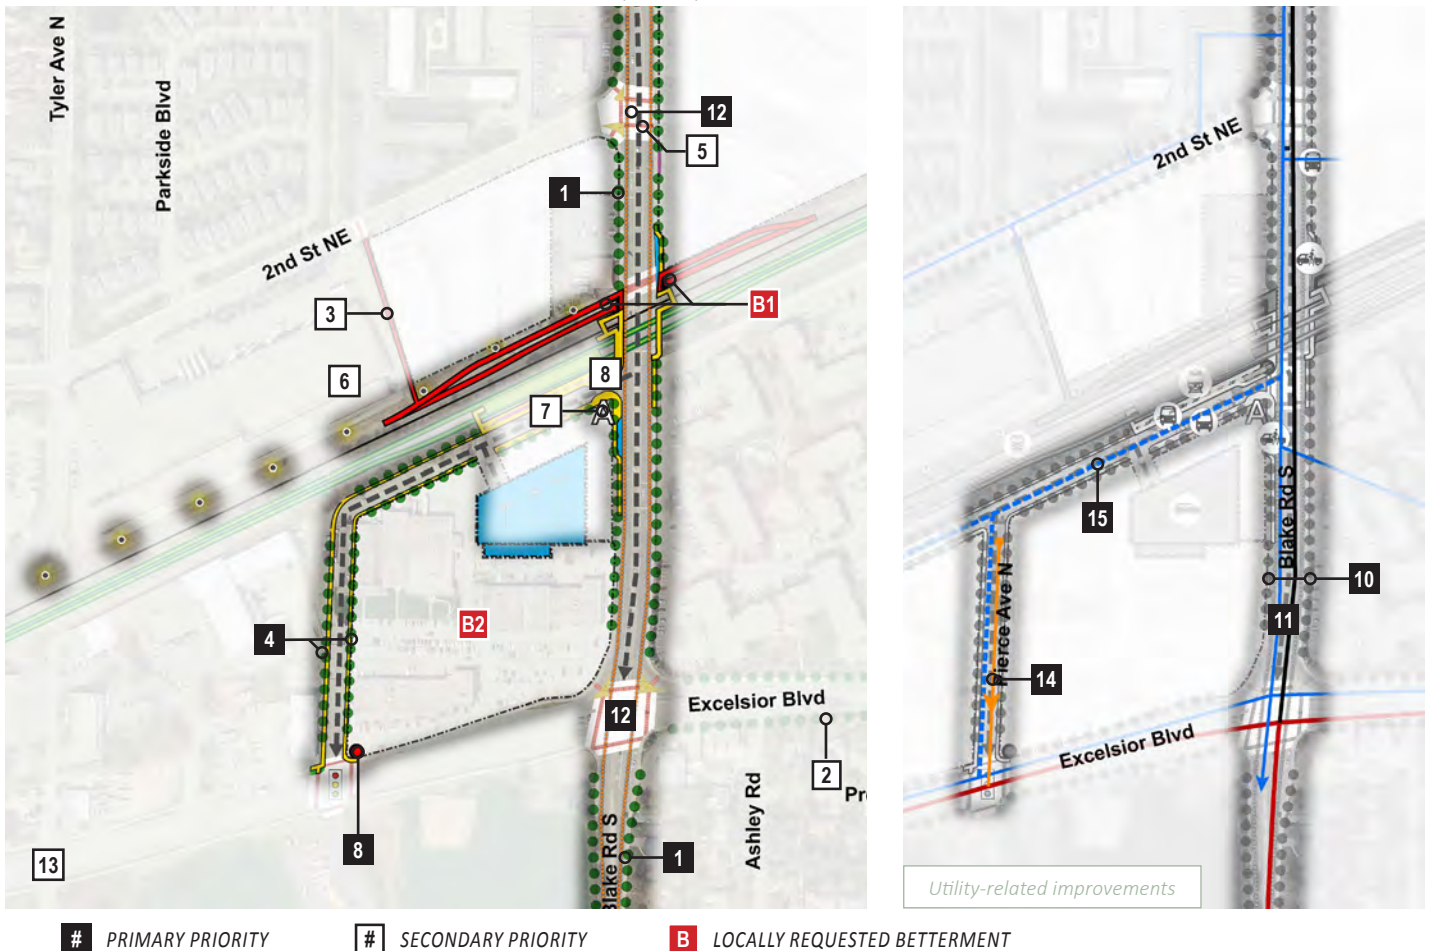 Tyler Ave N
Parkside Blvd
2nd St NE
12
5
1
3
6
B1
8
7
A
4
B2
12
Excelsior Blvd
2
Pr
Ashley Rd
Blake Rd S
1
8
13
2nd St NE
A
15
Blake Rd S
10
11
Pierce Ave N
14
Excelsior Blvd
Utility-related improvements
# PRIMARY PRIORITY
# SECONDARY PRIORITY
B LOCALLY REQUESTED BETTERMENT